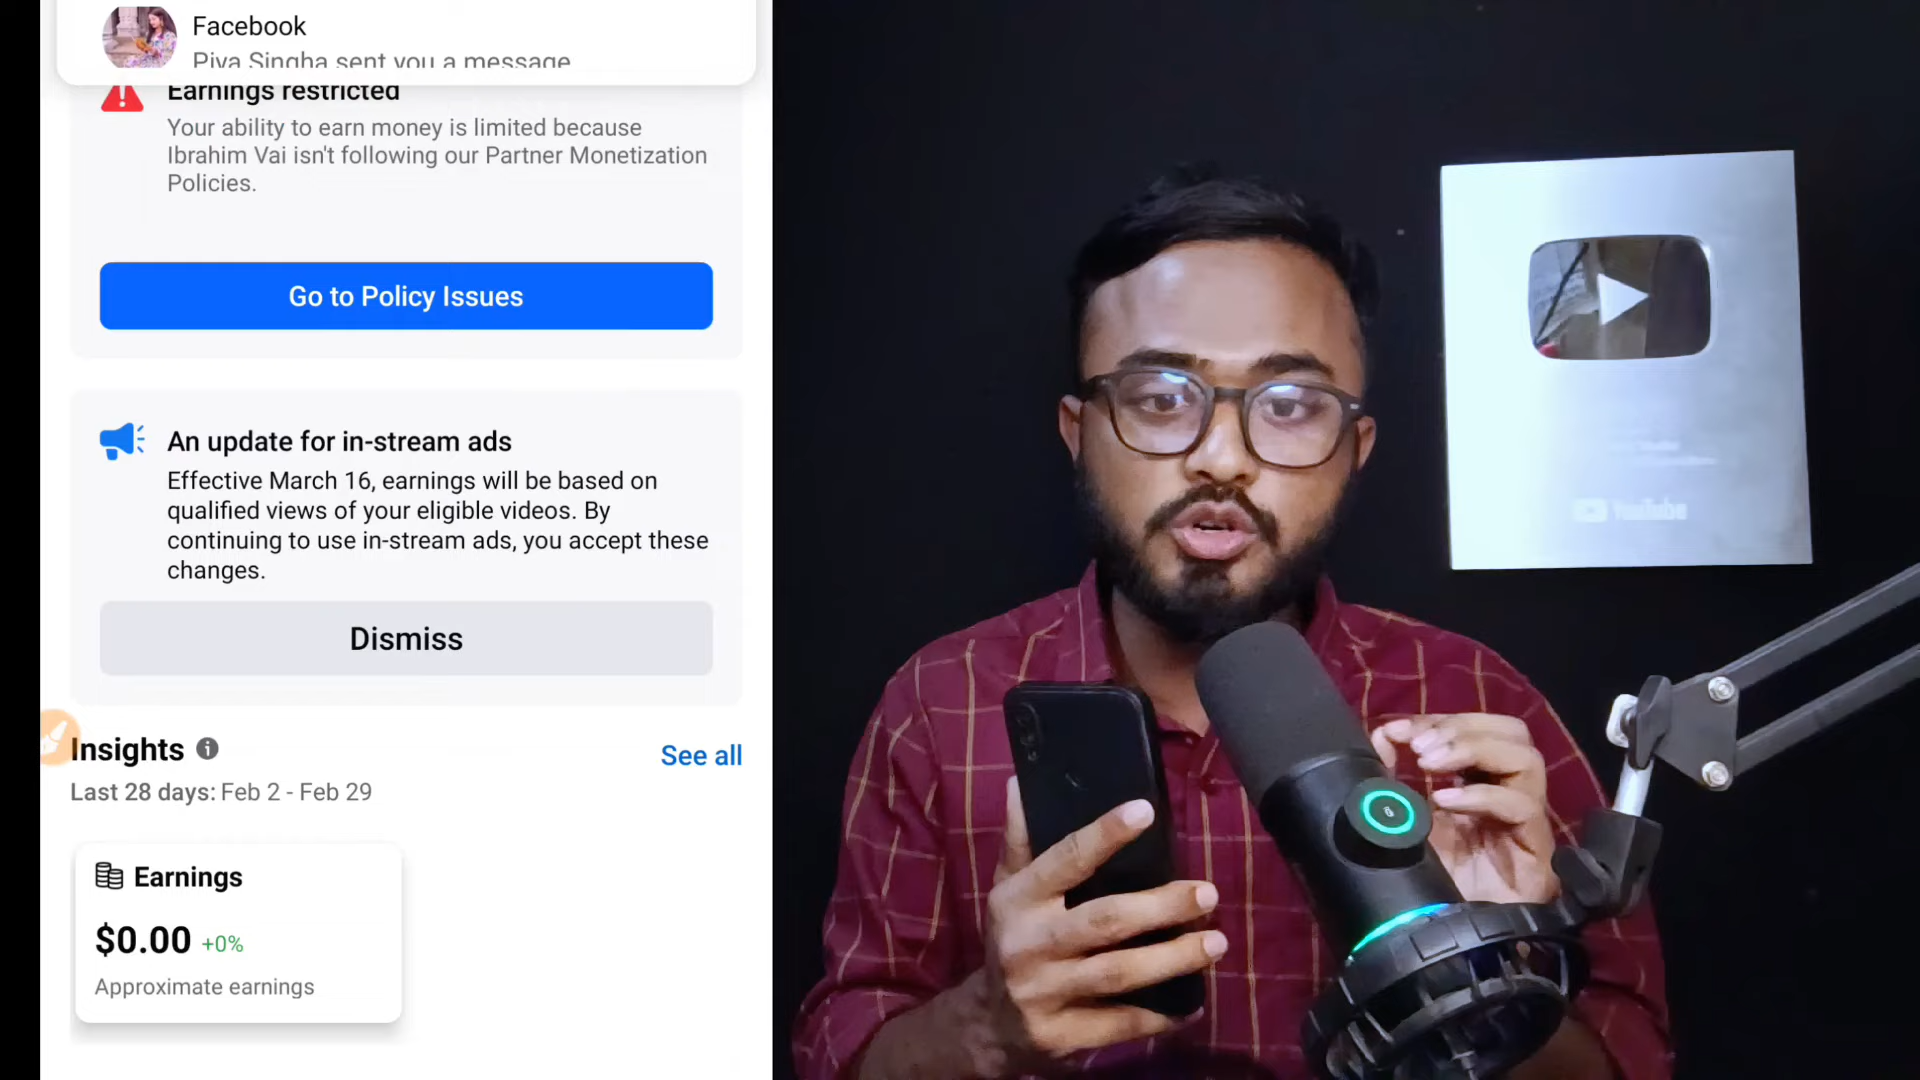 Facebook
Piya Singha sent you a message
Earnings restricted
Your ability to earn money is limited because
Ibrahim Vai isn't following our Partner Monetization
Policies.
Go to Policy Issues
An update for in-stream ads
Effective March 16, earnings will be based on
qualified views of your eligible videos. By
continuing to use in-stream ads, you accept these
changes.
Dismiss
Insights
See all
Last 28 days: Feb 2 - Feb 29
Earnings
$0.00 +0%
Approximate earnings
YouTube